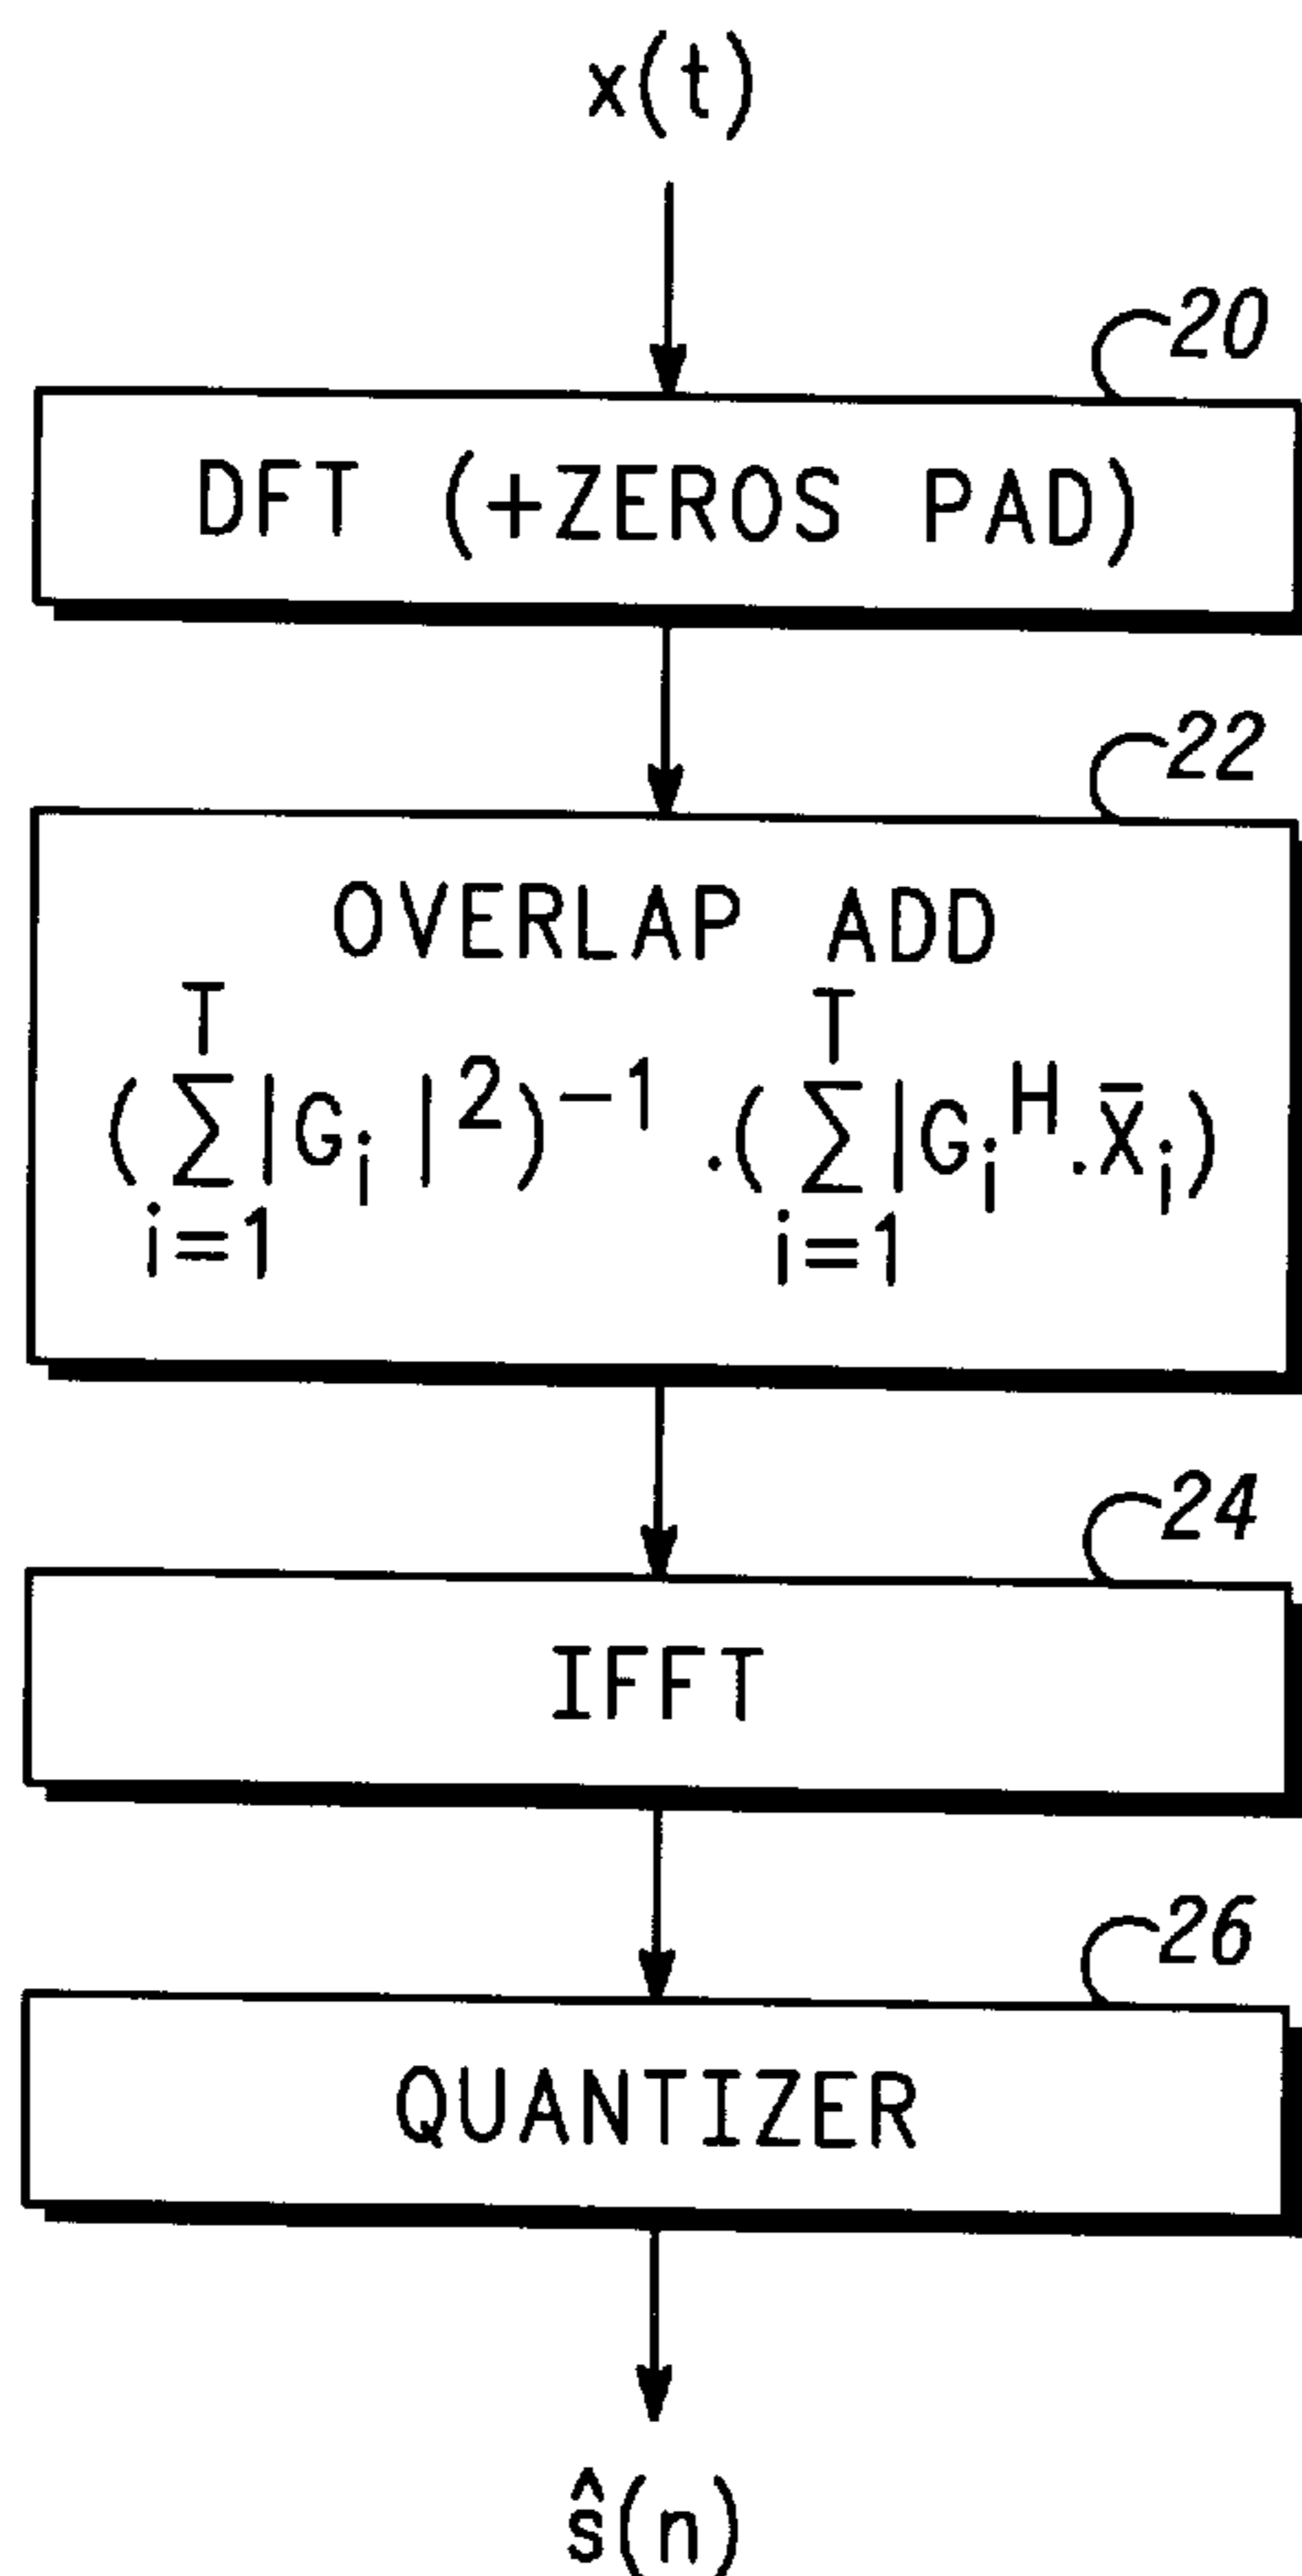 x(t)
20
DFT (+ZEROS PAD)
22
OVERLAP ADD
T T
(∑|G_i|^2)^-1 .(∑|G_i^H.X̄_i)
i=1 i=1
24
IFFT
26
QUANTIZER
ŝ(n)